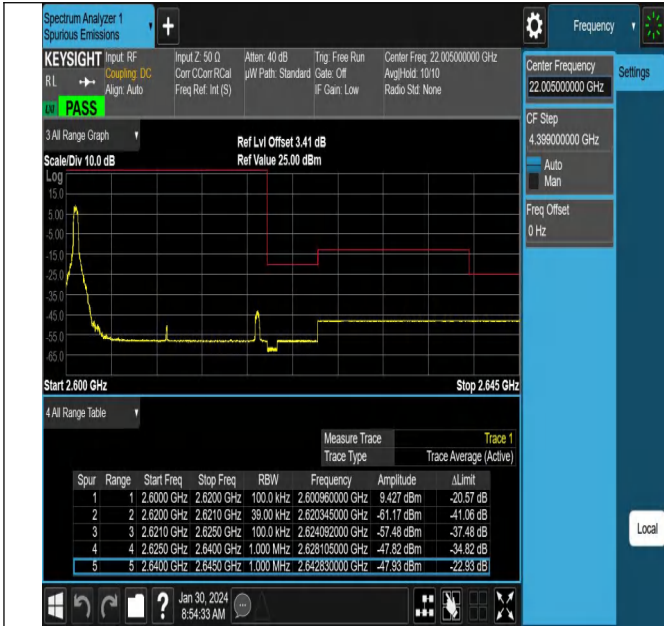 Spectrum Analyzer 1
Spurious Emissions
Frequency
KEYSIGHT Input: RF
RL Coupling: DC
Align: Auto
Input Z: 50 Ω
Corr CCorr RCal
Freq Ref: Int (S)
Atten: 40 dB
µW Path: Standard
Trig: Free Run
Gate: Off
IF Gain: Low
Center Freq: 22.005000000 GHz
Avg|Hold: 10/10
Radio Std: None
PASS
Center Frequency
22.005000000 GHz
Settings
CF Step
4.399000000 GHz
Auto
Man
Freq Offset
0 Hz
Local
3 All Range Graph
Scale/Div 10.0 dB
Ref Lvl Offset 3.41 dB
Ref Value 25.00 dBm
Log
15.0
5.00
-5.00
-15.0
-25.0
-35.0
-45.0
-55.0
-65.0
Start 2.600 GHz Stop 2.645 GHz
4 All Range Table
Measure Trace Trace 1
Trace Type Trace Average (Active)
Spur Range Start Freq Stop Freq RBW Frequency Amplitude ΔLimit
1 1 2.6000 GHz 2.6200 GHz 100.0 kHz 2.600960000 GHz 9.427 dBm -20.57 dB
2 2 2.6200 GHz 2.6210 GHz 39.00 kHz 2.620345000 GHz -61.17 dBm -41.06 dB
3 3 2.6210 GHz 2.6250 GHz 100.0 kHz 2.624092000 GHz -57.48 dBm -37.48 dB
4 4 2.6250 GHz 2.6400 GHz 1.000 MHz 2.628105000 GHz -47.82 dBm -34.82 dB
5 5 2.6400 GHz 2.6450 GHz 1.000 MHz 2.642830000 GHz -47.93 dBm -22.93 dB
Jan 30, 2024
8:54:33 AM